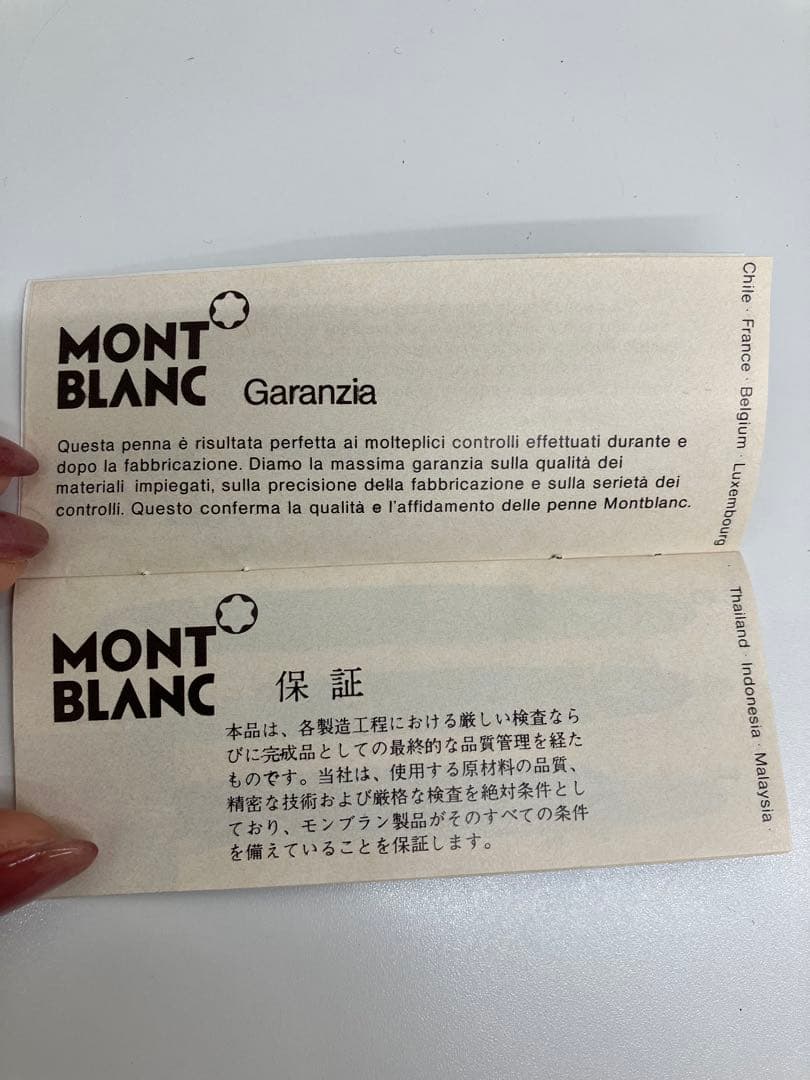 MONT
BLANC
Garanzia
Questa penna è risultata perfetta ai molteplici controlli effettuati durante e
dopo la fabbricazione. Diamo la massima garanzia sulla qualità dei
materiali impiegati, sulla precisione della fabbricazione e sulla serietà dei
controlli. Questo conferma la qualità e l'affidamento delle penne Montblanc.
Chile · France · Belgium · Luxembourg
MONT
BLANC
保証
本品は、各製造工程における厳しい検査なら
びに完成品としての最終的な品質管理を経た
ものです。当社は、使用する原材料の品質、
精密な技術および厳格な検査を絶対条件とし
ており、モンブラン製品がそのすべての条件
を備えていることを保証します。
Thailand · Indonesia · Malaysia ·